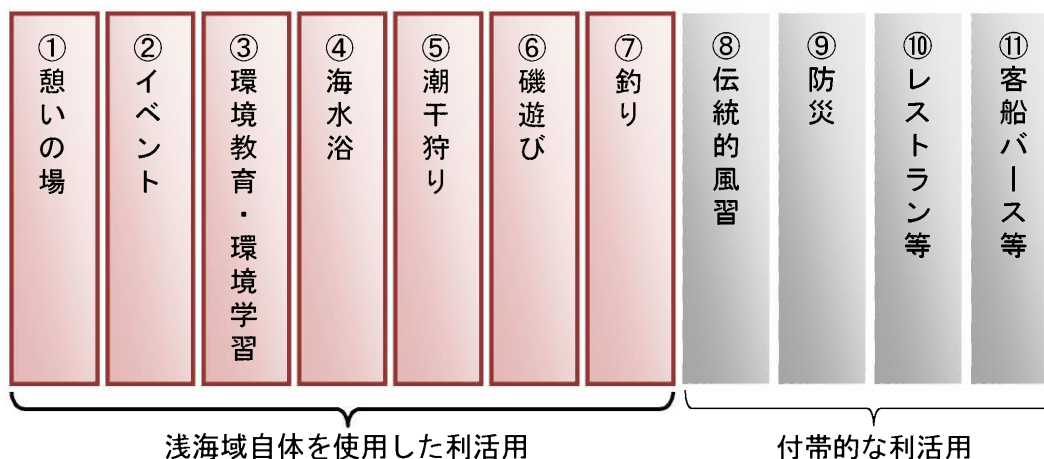 ①憩いの場
②イベント
③環境教育・環境学習
④海水浴
⑤潮干狩り
⑥磯遊び
⑦釣り
⑧伝統的風習
⑨防災
⑩レストラン等
⑪客船バース等
浅海域自体を使用した利活用
付帯的な利活用